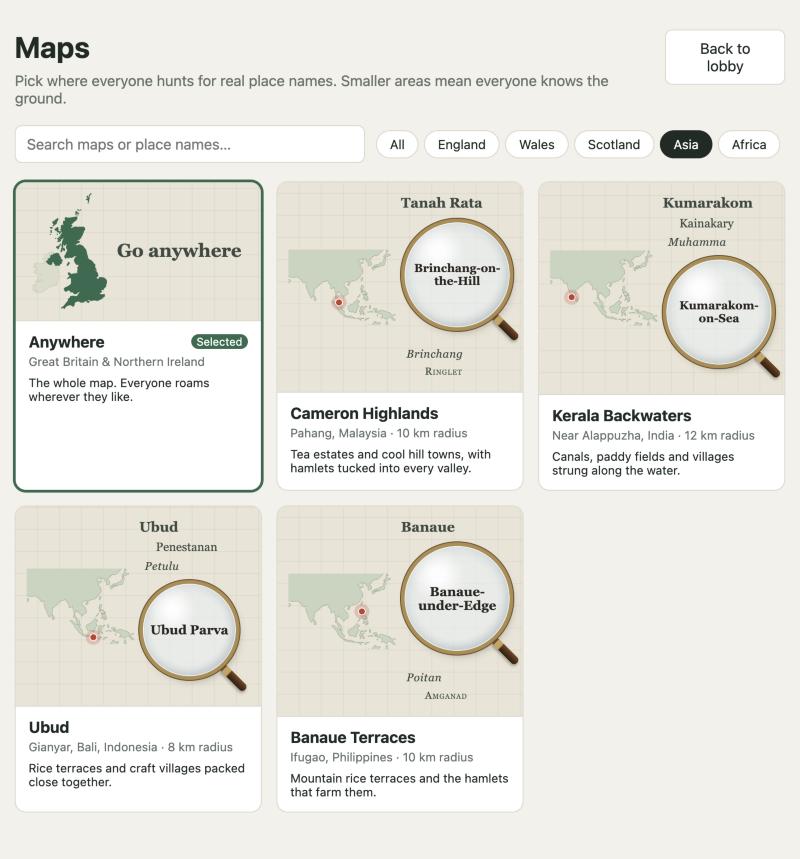 Maps
Back to
lobby
Pick where everyone hunts for real place names. Smaller areas mean everyone knows the
ground.
Search maps or place names...
All
England
Wales
Scotland
Asia
Africa
Go anywhere
Anywhere
Selected
Great Britain & Northern Ireland
The whole map. Everyone roams
wherever they like.
Tanah Rata
Brinchang-on-
the-Hill
Brinchang
Ringlet
Cameron Highlands
Pahang, Malaysia · 10 km radius
Tea estates and cool hill towns, with
hamlets tucked into every valley.
Kumarakom
Kainakary
Muhamma
Kumarakom-
on-Sea
Kerala Backwaters
Near Alappuzha, India · 12 km radius
Canals, paddy fields and villages
strung along the water.
Ubud
Penestanan
Petulu
Ubud Parva
Ubud
Gianyar, Bali, Indonesia · 8 km radius
Rice terraces and craft villages packed
close together.
Banaue
Banaue-
under-Edge
Poitan
Amganad
Banaue Terraces
Ifugao, Philippines · 10 km radius
Mountain rice terraces and the hamlets
that farm them.